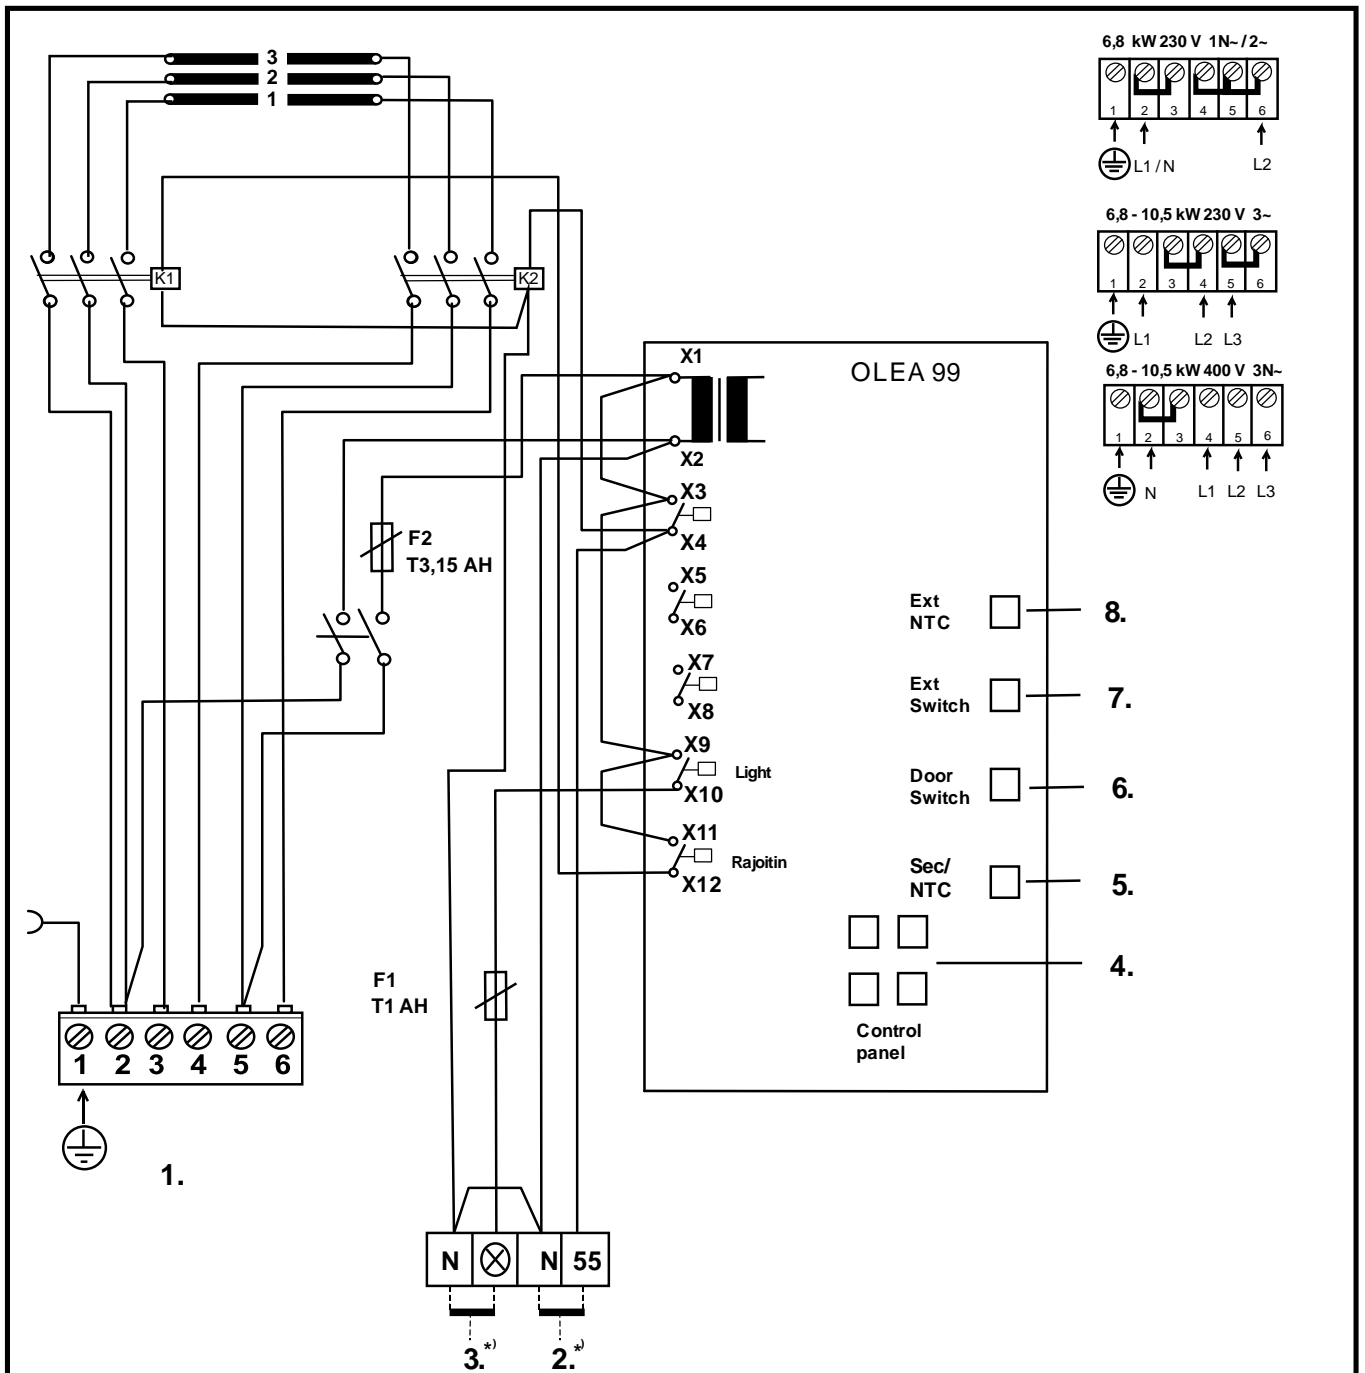 3
2
1
K1
K2
6,8 kW 230 V 1N~ / 2~
1 2 3 4 5 6
L1 / N L2
6,8 - 10,5 kW 230 V 3~
1 2 3 4 5 6
L1 L2 L3
6,8 - 10,5 kW 400 V 3N~
1 2 3 4 5 6
N L1 L2 L3
OLEA 99
X1
X2
X3
X4
X5
X6
X7
X8
X9
Light
X10
X11
Rajoitin
X12
F2
T3,15 AH
Ext
NTC
8.
Ext
Switch
7.
Door
Switch
6.
Sec/
NTC
5.
4.
Control
panel
F1
T1 AH
1 2 3 4 5 6
1.
N N 55
3.*) 2.*)